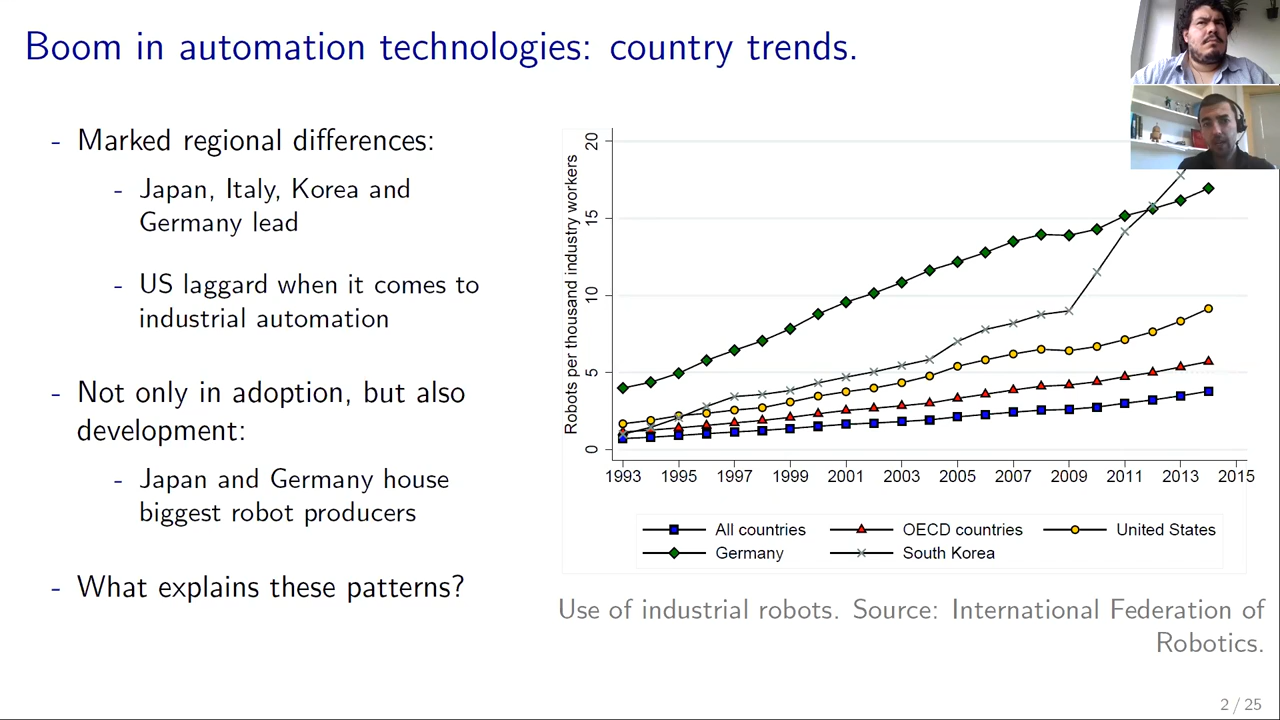 Boom in automation technologies: country trends.
- Marked regional differences:
- Japan, Italy, Korea and
Germany lead
- US laggard when it comes to
industrial automation
- Not only in adoption, but also
development:
- Japan and Germany house
biggest robot producers
- What explains these patterns?
Robots per thousand industry workers
20
15
10
5
0
1993 1995 1997 1999 2001 2003 2005 2007 2009 2011 2013 2015
All countries OECD countries United States
Germany South Korea
Use of industrial robots. Source: International Federation of
Robotics.
2 / 25